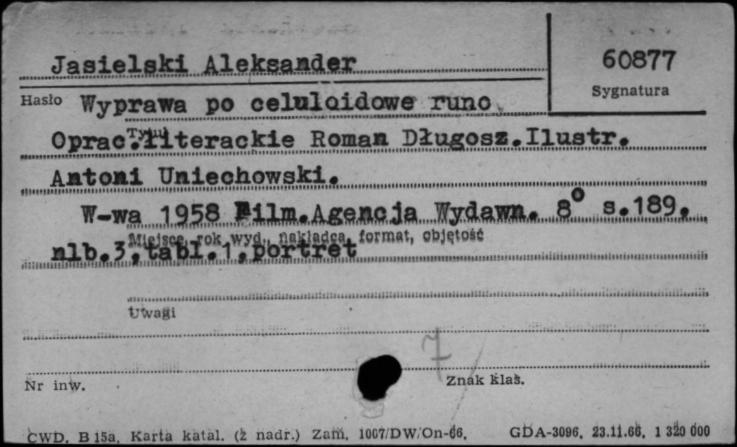 Jasielski Aleksander
60877
Hasło
Sygnatura
Wyprawa po celuloidowe runo.
Tytuł
Oprac.literackie Roman Długosz.Ilustr.
Antoni Uniechowski.
W-wa 1958 Film.Agencja Wydawn. 8° s.189,
Miejsce, rok wyd., nakładca, format, objętość
nlb.3,tabl.1,portret
Uwagi
7
Nr inw.
Znak klas.
CWD, B 15a, Karta katal. (z nadr.) Zam. 1007/DW/On-66. GDA-3096, 23.11.66, 1 320 000